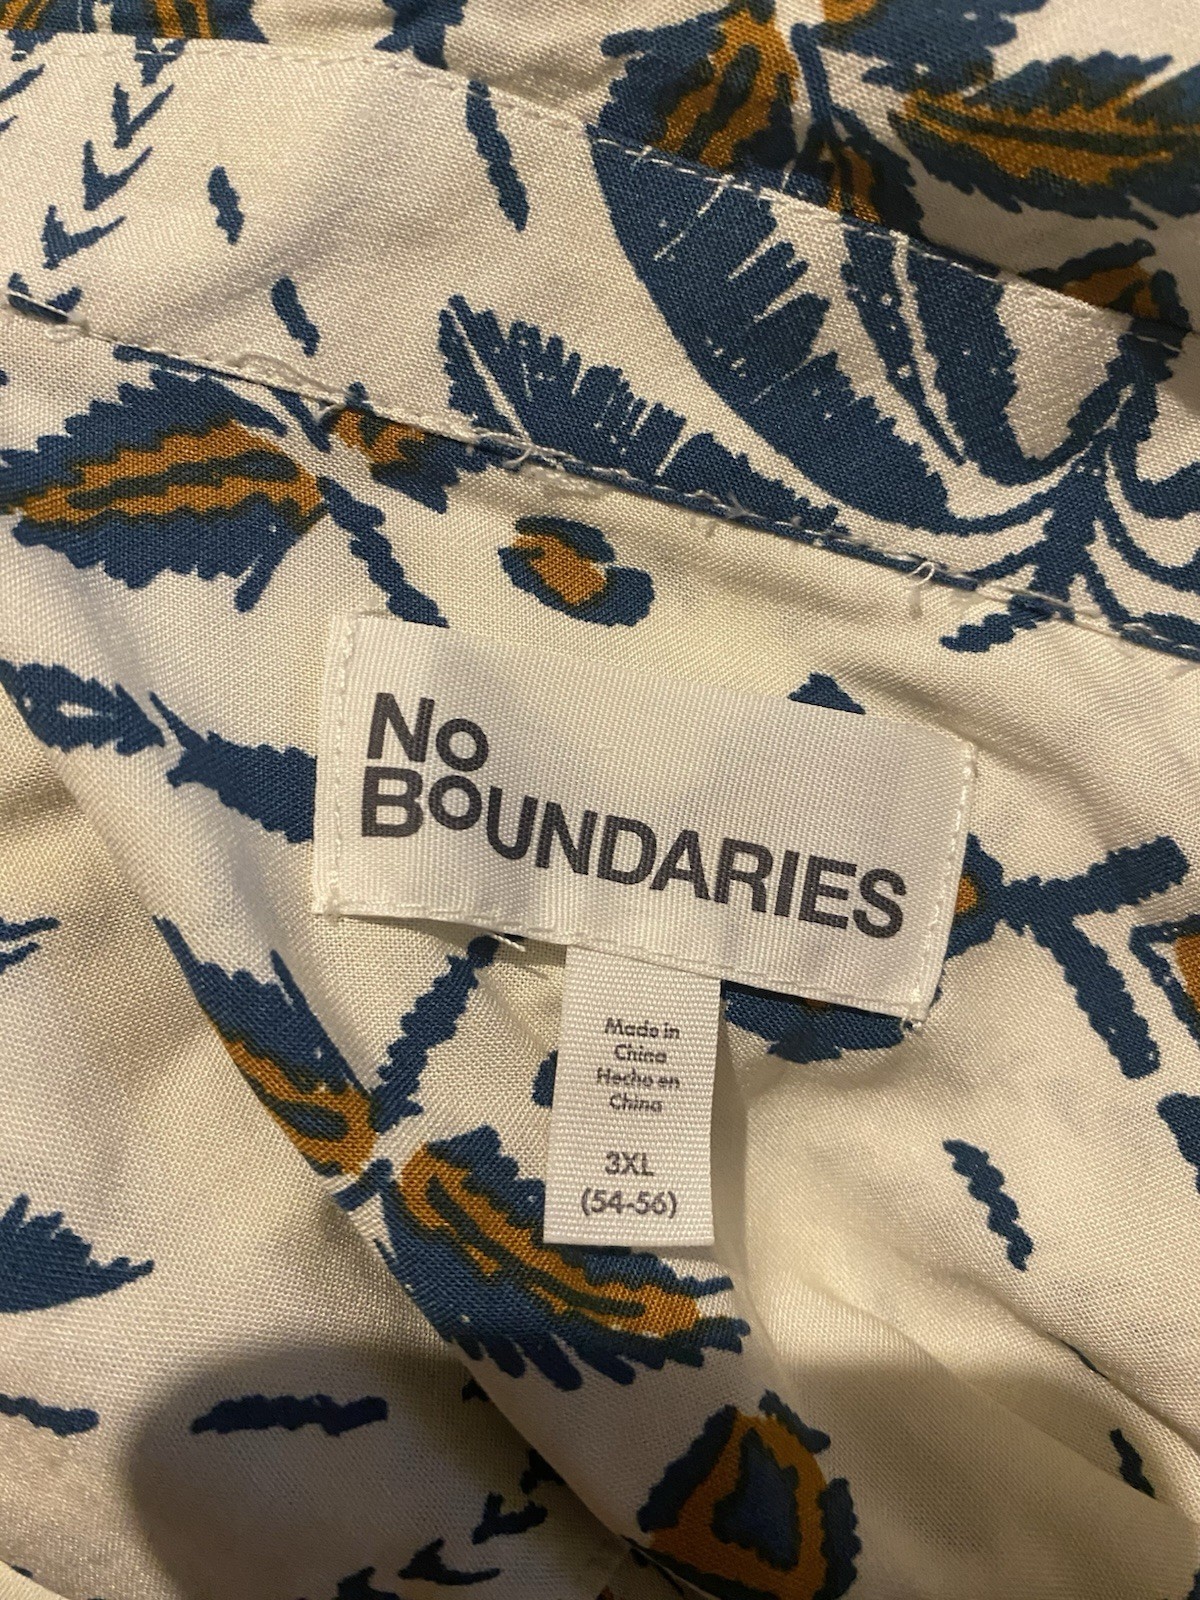 No
BoUNDARIES
Made in
China
Hecho en
China
3XL
(54-56)